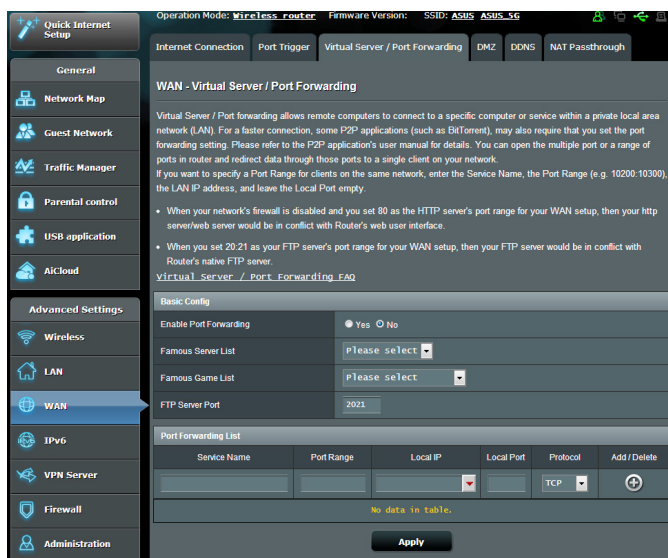 Operation Mode: Wireless router Firmware Version: SSID: ASUS ASUS_5G
Quick Internet
Setup
General
Network Map
Guest Network
Traffic Manager
Parental control
USB application
AiCloud
Advanced Settings
Wireless
LAN
WAN
IPv6
VPN Server
Firewall
Administration
Internet Connection Port Trigger Virtual Server / Port Forwarding DMZ DDNS NAT Passthrough
WAN - Virtual Server / Port Forwarding
Virtual Server / Port forwarding allows remote computers to connect to a specific computer or service within a private local area
network (LAN). For a faster connection, some P2P applications (such as BitTorrent), may also require that you set the port
forwarding setting. Please refer to the P2P application's user manual for details. You can open the multiple port or a range of
ports in router and redirect data through those ports to a single client on your network.
If you want to specify a Port Range for clients on the same network, enter the Service Name, the Port Range (e.g. 10200:10300),
the LAN IP address, and leave the Local Port empty.
• When your network's firewall is disabled and you set 80 as the HTTP server's port range for your WAN setup, then your http
server/web server would be in conflict with Router's web user interface.
• When you set 20:21 as your FTP server's port range for your WAN setup, then your FTP server would be in conflict with
Router's native FTP server.
Virtual Server / Port Forwarding FAQ
Basic Config
Enable Port Forwarding Yes No
Famous Server List Please select
Famous Game List Please select
FTP Server Port 2021
Port Forwarding List
Service Name Port Range Local IP Local Port Protocol Add / Delete
TCP
No data in table.
Apply